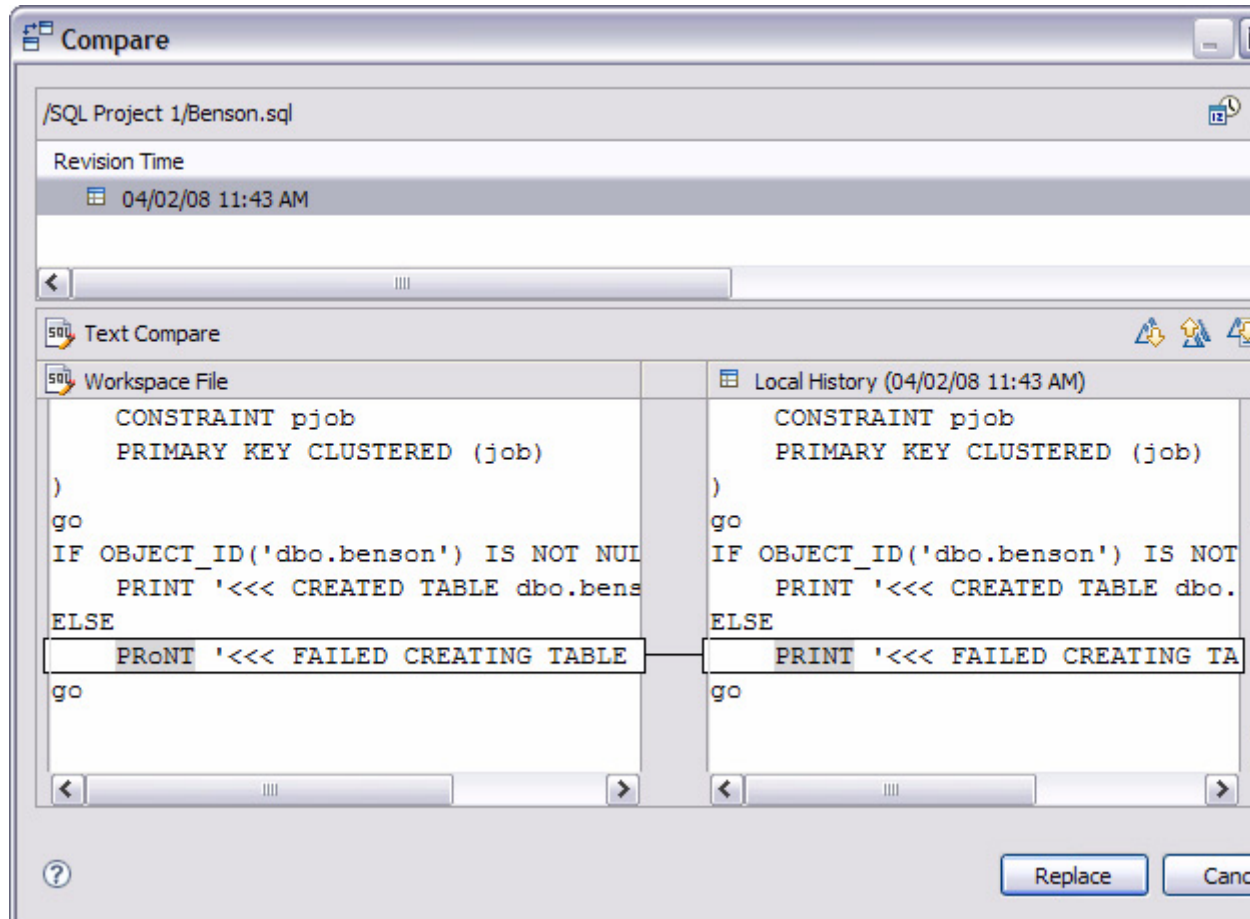 Compare
/SQL Project 1/Benson.sql
Revision Time
04/02/08 11:43 AM
Text Compare
Workspace File
CONSTRAINT pjob
PRIMARY KEY CLUSTERED (job)
)
go
IF OBJECT_ID('dbo.benson') IS NOT NUL
PRINT '<<< CREATED TABLE dbo.bens
ELSE
PRoNT '<<< FAILED CREATING TABLE
go
Local History (04/02/08 11:43 AM)
CONSTRAINT pjob
PRIMARY KEY CLUSTERED (job)
)
go
IF OBJECT_ID('dbo.benson') IS NOT
PRINT '<<< CREATED TABLE dbo.
ELSE
PRINT '<<< FAILED CREATING TA
go
Replace
Canc